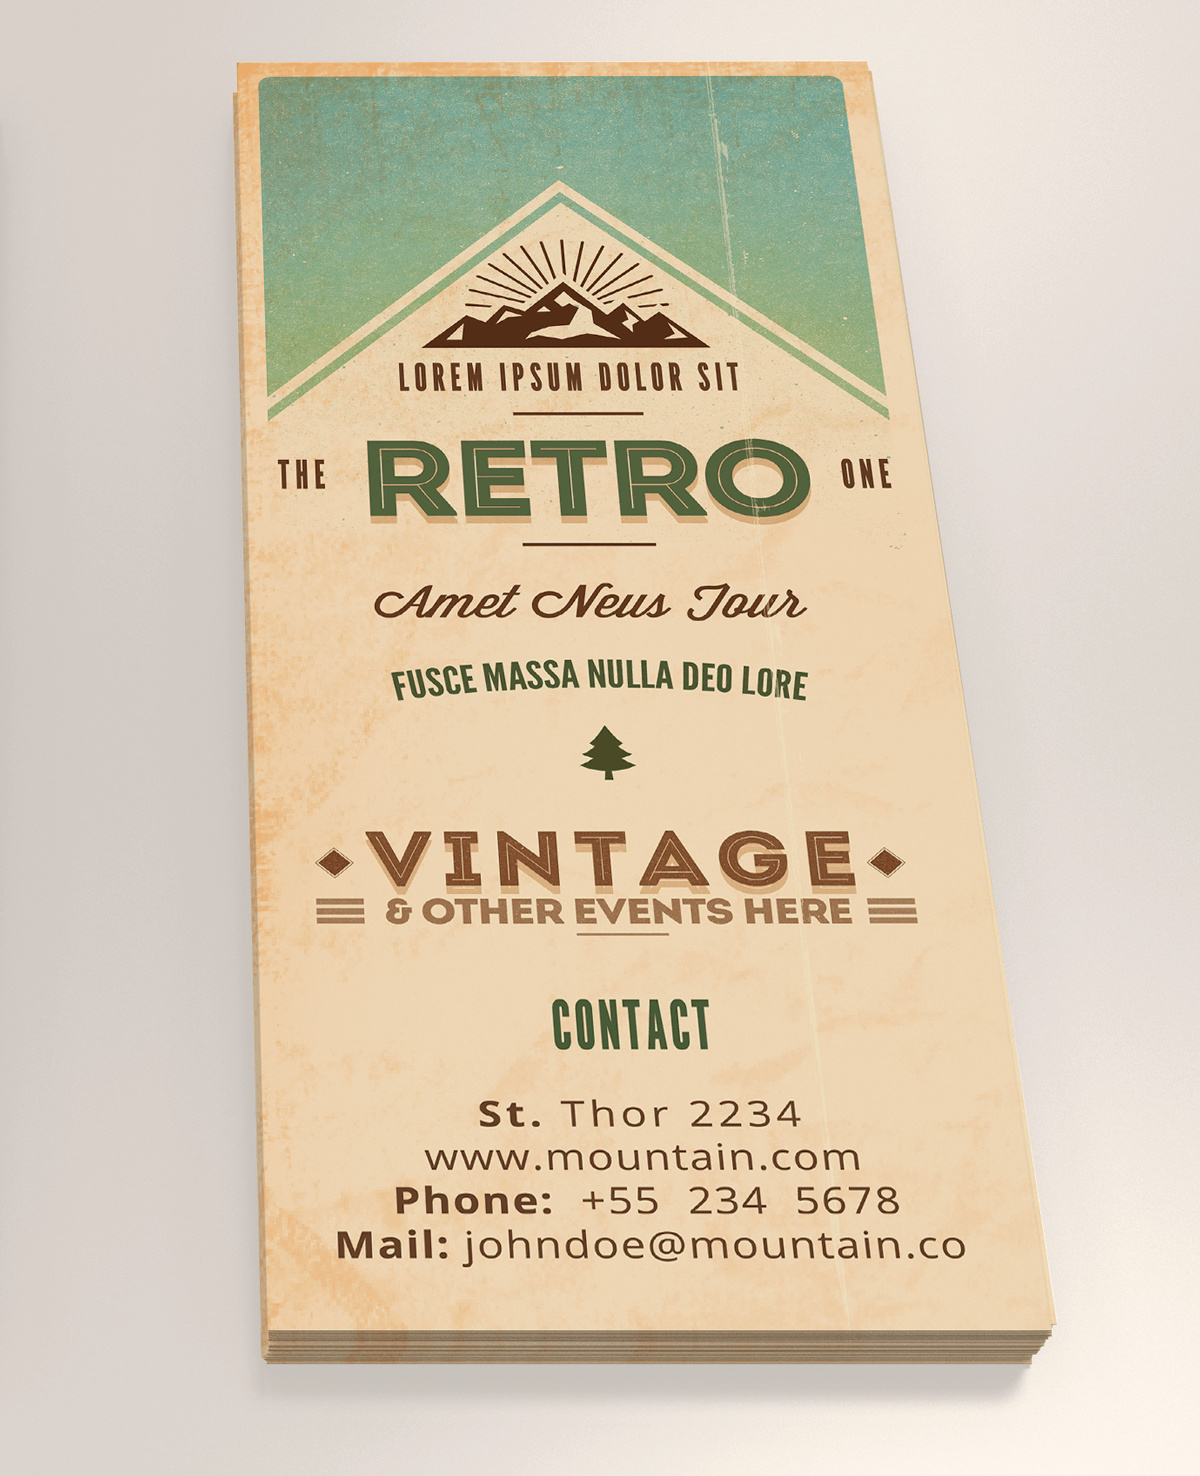 LOREM IPSUM DOLOR SIT
THE RETRO ONE
Amet Neus Tour
FUSCE MASSA NULLA DEO LORE
VINTAGE
& OTHER EVENTS HERE
CONTACT
St. Thor 2234
www.mountain.com
Phone: +55 234 5678
Mail: johndoe@mountain.co